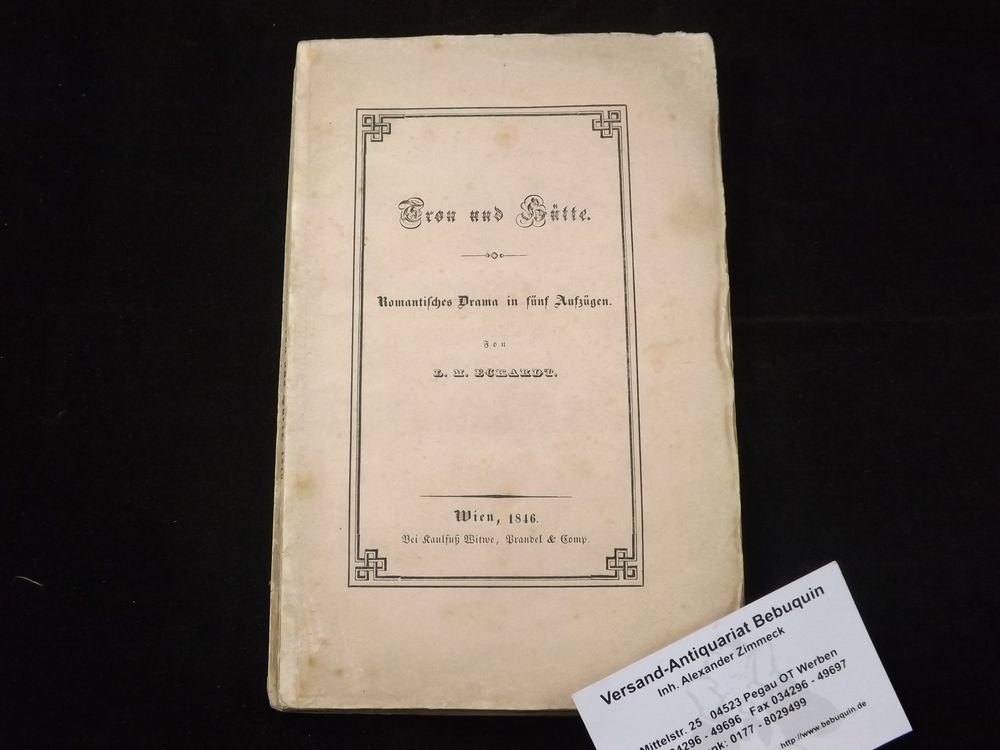 Tron und Hütte.
Romantisches Drama in fünf Aufzügen.
Fon
L. M. ECKARDT.
Wien, 1846.
Bei Kaulfuß Witwe, Prandel & Comp.
Versand-Antiquariat Bebuquin
Inh. Alexander Zimmeck
Mittelstr. 25 04523 Pegau OT Werben
034296 - 49696 Fax 034296 - 49697
0177 - 8029499
http://www.bebuquin.de